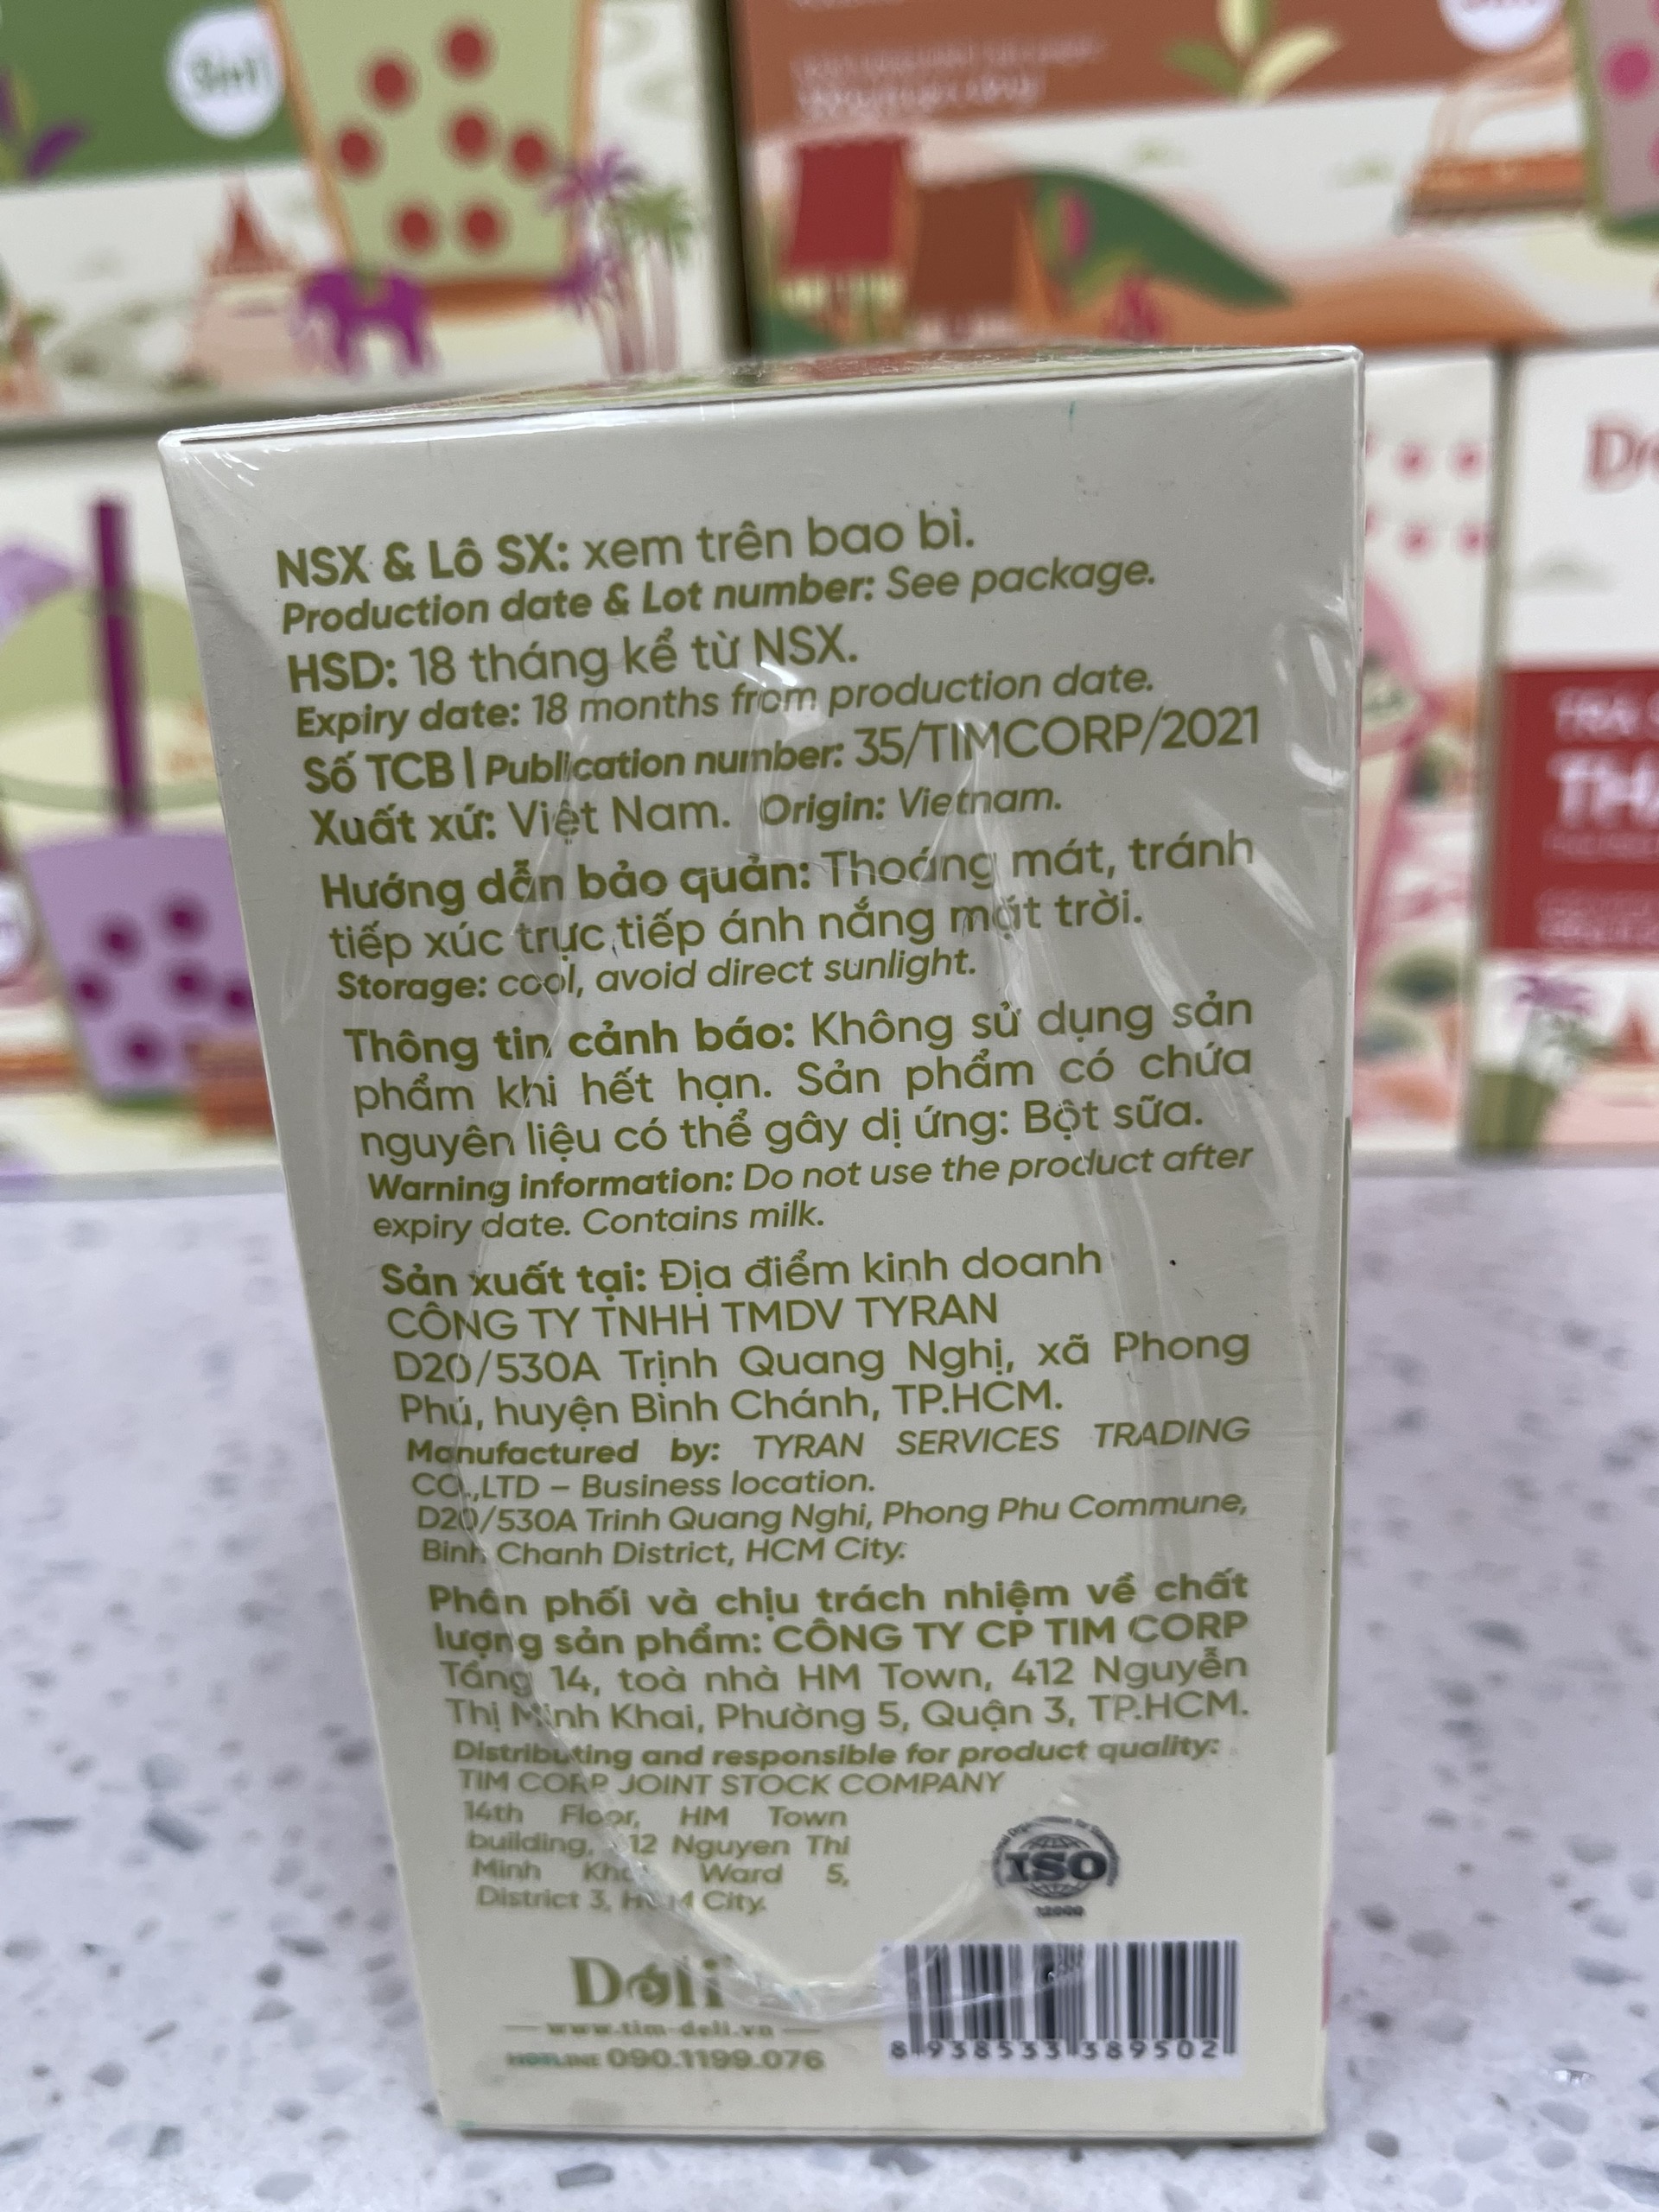 3in1
NSX & Lô SX: xem trên bao bì.
Production date & Lot number: See package.
HSD: 18 tháng kể từ NSX.
Expiry date: 18 months from production date.
Số TCB | Publication number: 35/TIMCORP/2021
Xuất xứ: Việt Nam. Origin: Vietnam.
Hướng dẫn bảo quản: Thoáng mát, tránh
tiếp xúc trực tiếp ánh nắng mặt trời.
Storage: cool, avoid direct sunlight.
Thông tin cảnh báo: Không sử dụng sản
phẩm khi hết hạn. Sản phẩm có chứa
nguyên liệu có thể gây dị ứng: Bột sữa.
Warning information: Do not use the product after
expiry date. Contains milk.
Sản xuất tại: Địa điểm kinh doanh
CÔNG TY TNHH TMDV TYRAN
D20/530A Trịnh Quang Nghị, xã Phong
Phú, huyện Bình Chánh, TP.HCM.
Manufactured by: TYRAN SERVICES TRADING
CO.,LTD – Business location.
D20/530A Trinh Quang Nghi, Phong Phu Commune,
Binh Chanh District, HCM City.
Phân phối và chịu trách nhiệm về chất
lượng sản phẩm: CÔNG TY CP TIM CORP
Tầng 14, toà nhà HM Town, 412 Nguyễn
Thị Minh Khai, Phường 5, Quận 3, TP.HCM.
Distributing and responsible for product quality:
TIM CORP JOINT STOCK COMPANY
14th Floor, HM Town
building, 412 Nguyen Thi
Minh Khai, Ward 5,
District 3, HCM City.
ISO
22000
Deli
www.tim-deli.vn
HOTLINE 090.1199.076
8 938533 389502